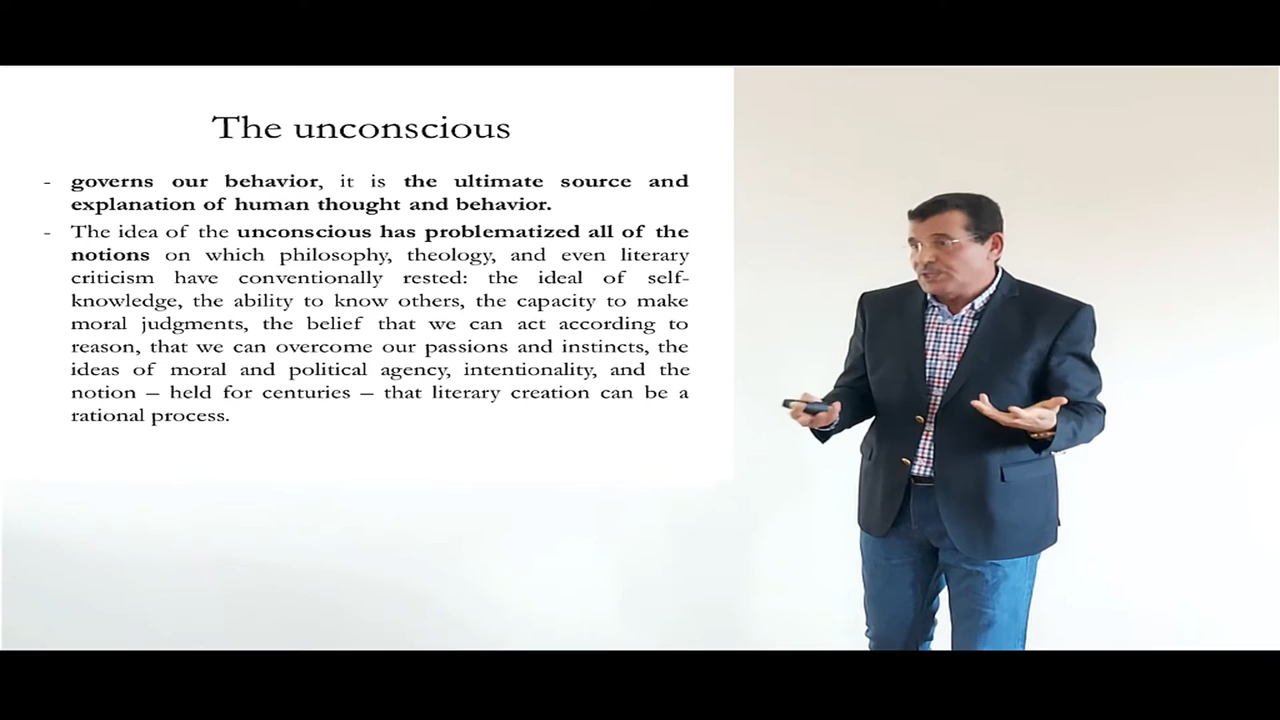 The unconscious
- governs our behavior, it is the ultimate source and
explanation of human thought and behavior.
- The idea of the unconscious has problematized all of the
notions on which philosophy, theology, and even literary
criticism have conventionally rested: the ideal of self-
knowledge, the ability to know others, the capacity to make
moral judgments, the belief that we can act according to
reason, that we can overcome our passions and instincts, the
ideas of moral and political agency, intentionality, and the
notion – held for centuries – that literary creation can be a
rational process.